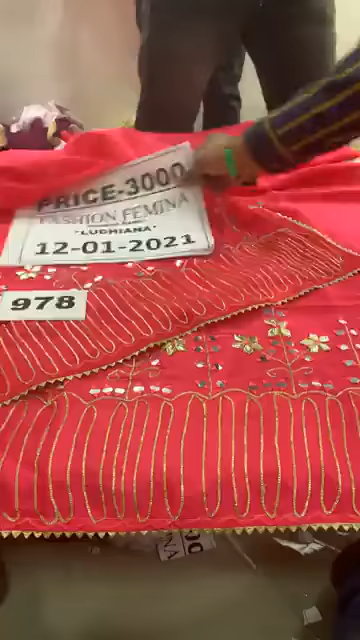 PRICE-3000
FASHION FEMINA
"LUDHIANA"
12-01-2021
978